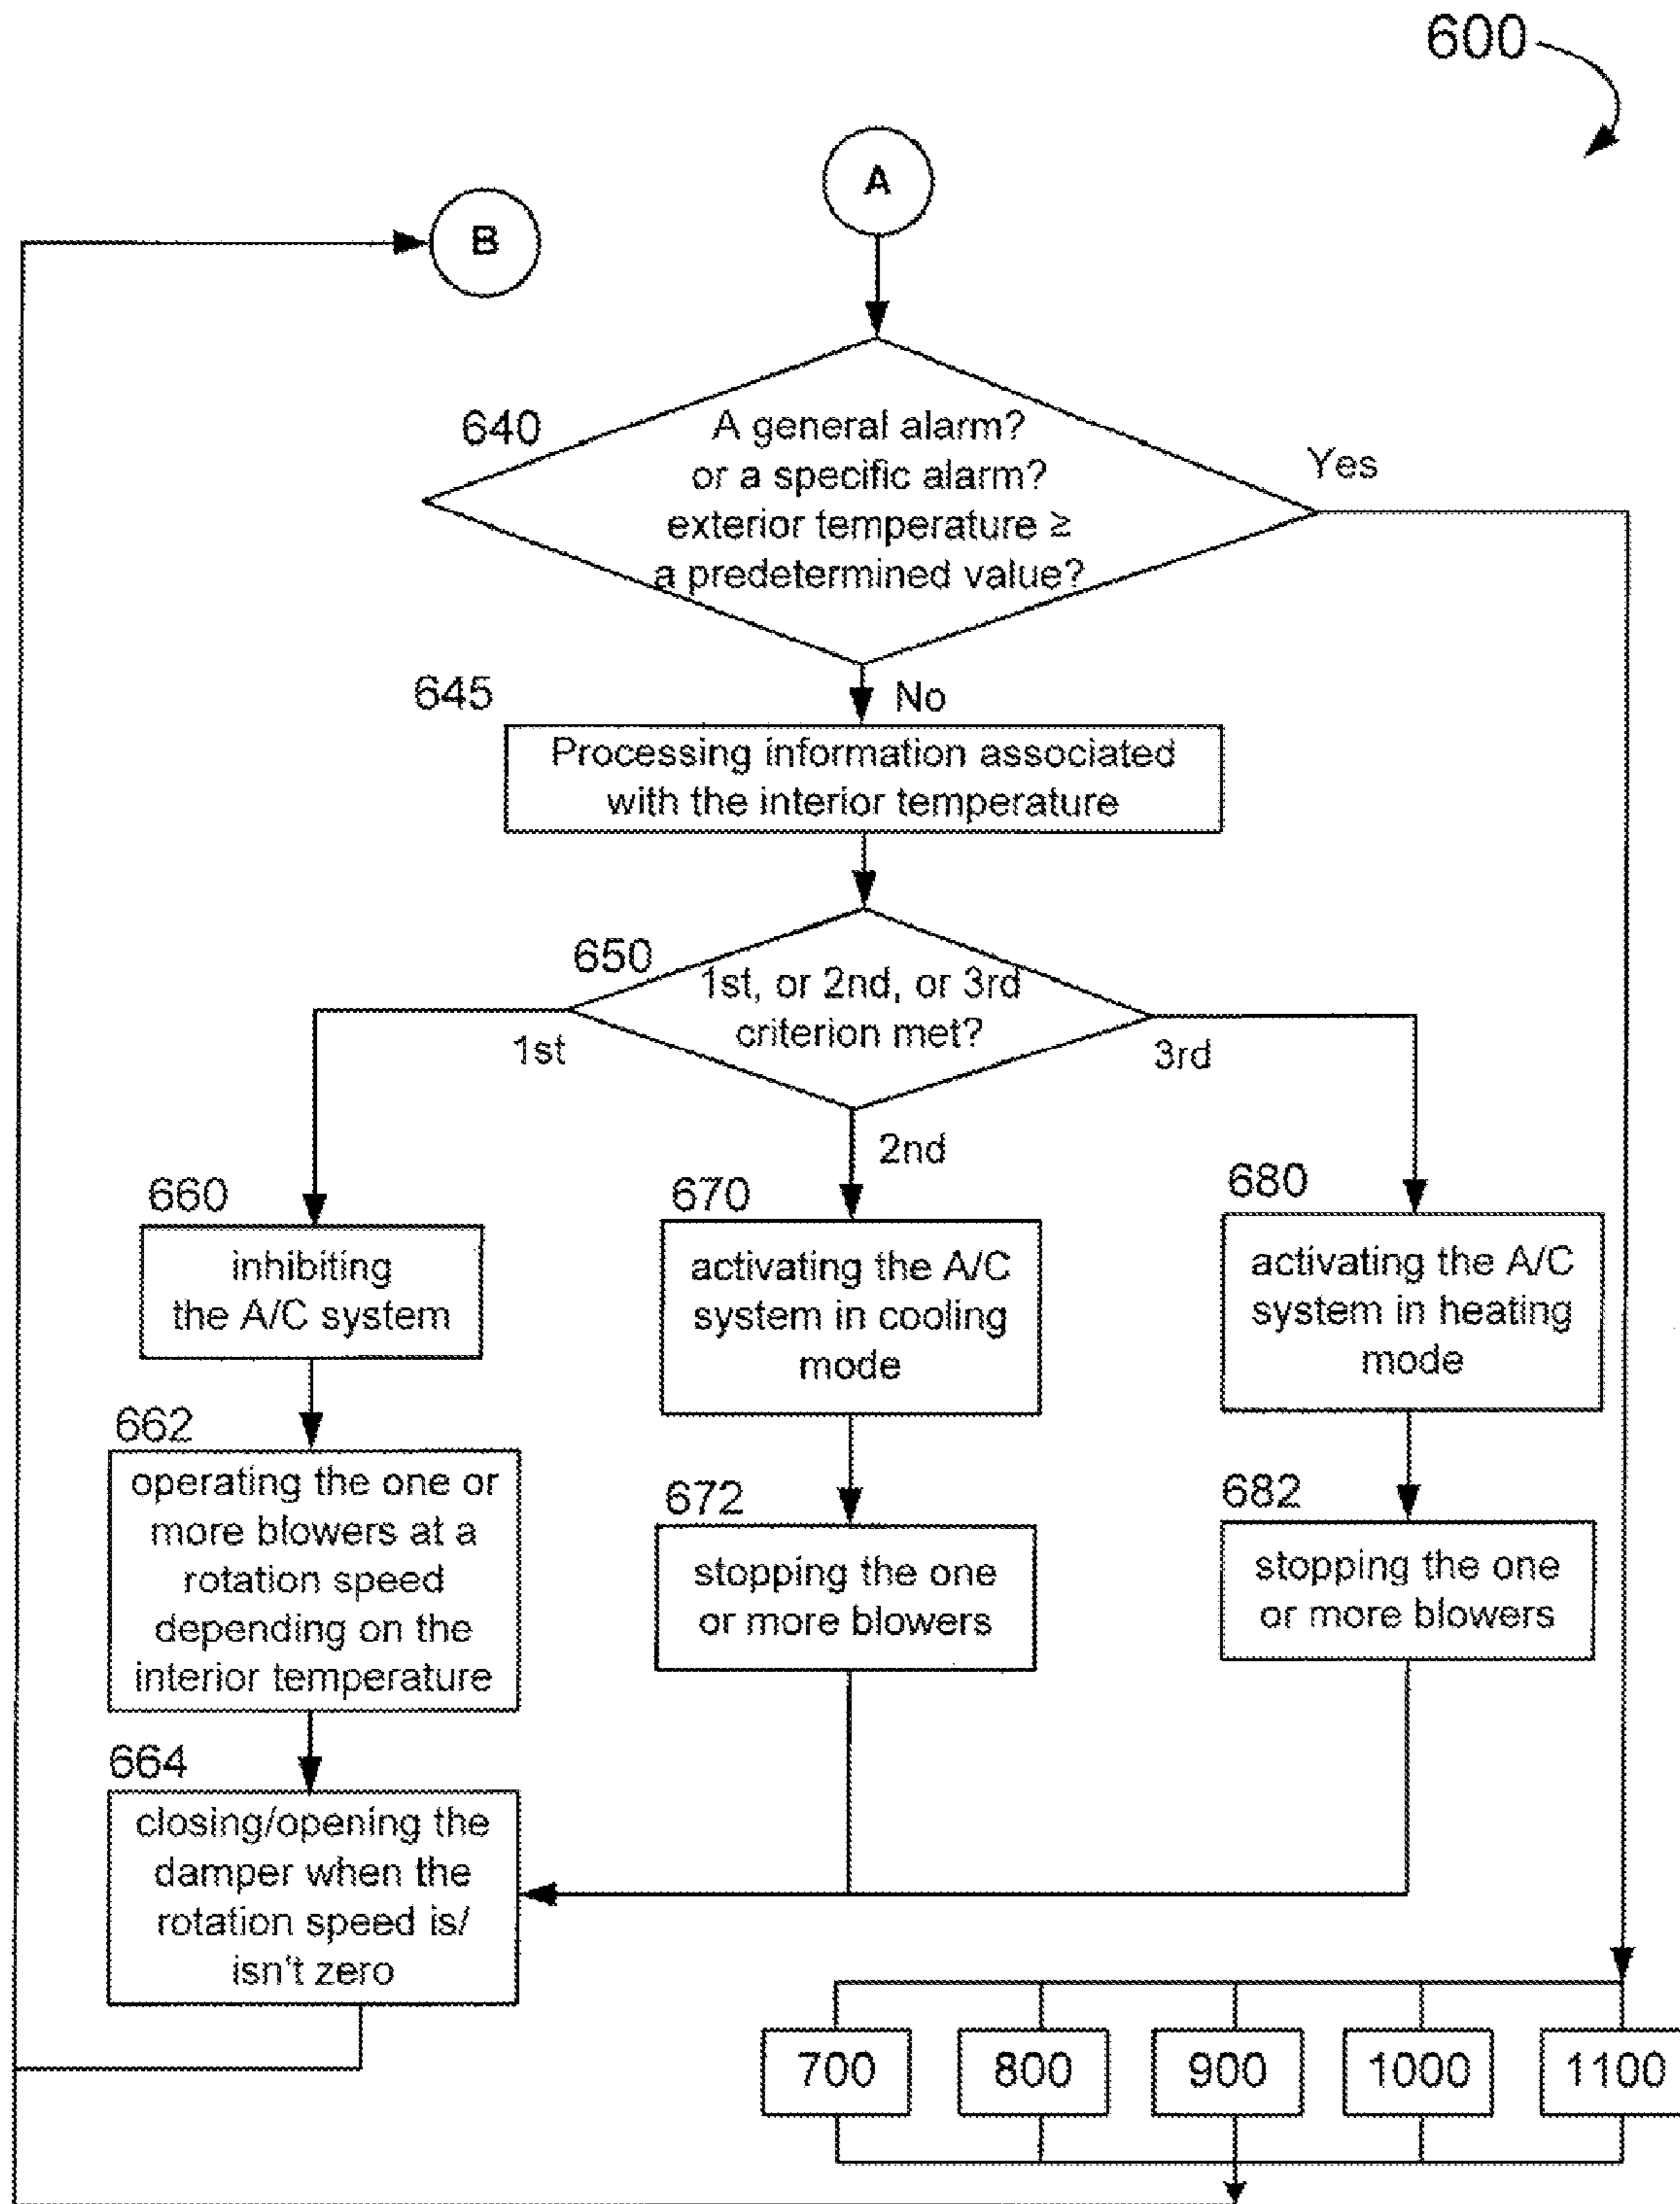 600
A
B
640
A general alarm?
or a specific alarm?
exterior temperature ≥
a predetermined value?
Yes
645
No
Processing information associated
with the interior temperature
650
1st, or 2nd, or 3rd
criterion met?
1st
3rd
2nd
660
inhibiting
the A/C system
670
activating the A/C
system in cooling
mode
680
activating the A/C
system in heating
mode
662
operating the one or
more blowers at a
rotation speed
depending on the
interior temperature
672
stopping the one
or more blowers
682
stopping the one
or more blowers
664
closing/opening the
damper when the
rotation speed is/
isn't zero
700
800
900
1000
1100